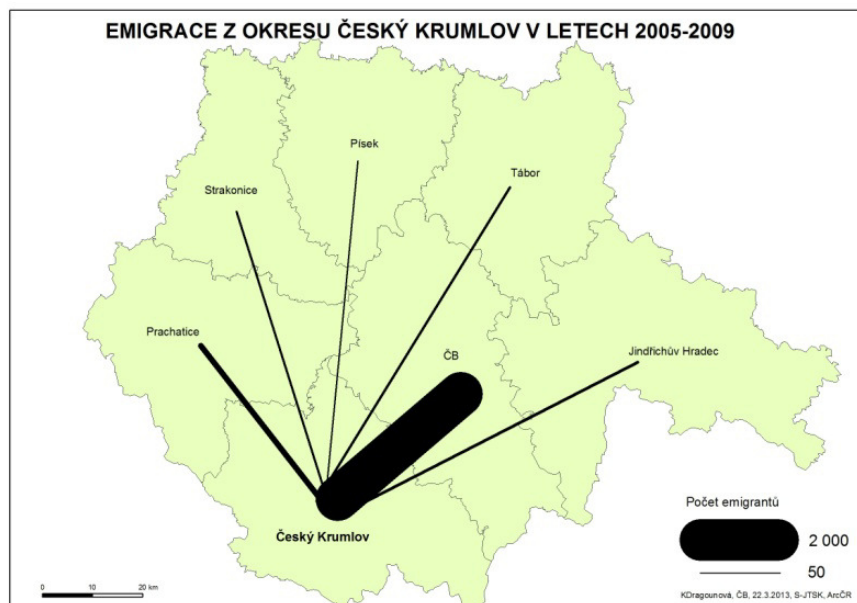 EMIGRACE Z OKRESU ČESKÝ KRUMLOV V LETECH 2005-2009
Písek
Tábor
Strakonice
Prachatice
ČB
Jindřichův Hradec
Český Krumlov
Počet emigrantů
2 000
50
0 10 20 km
KDragounová, ČB, 22.3.2013, S-JTSK, ArcČR